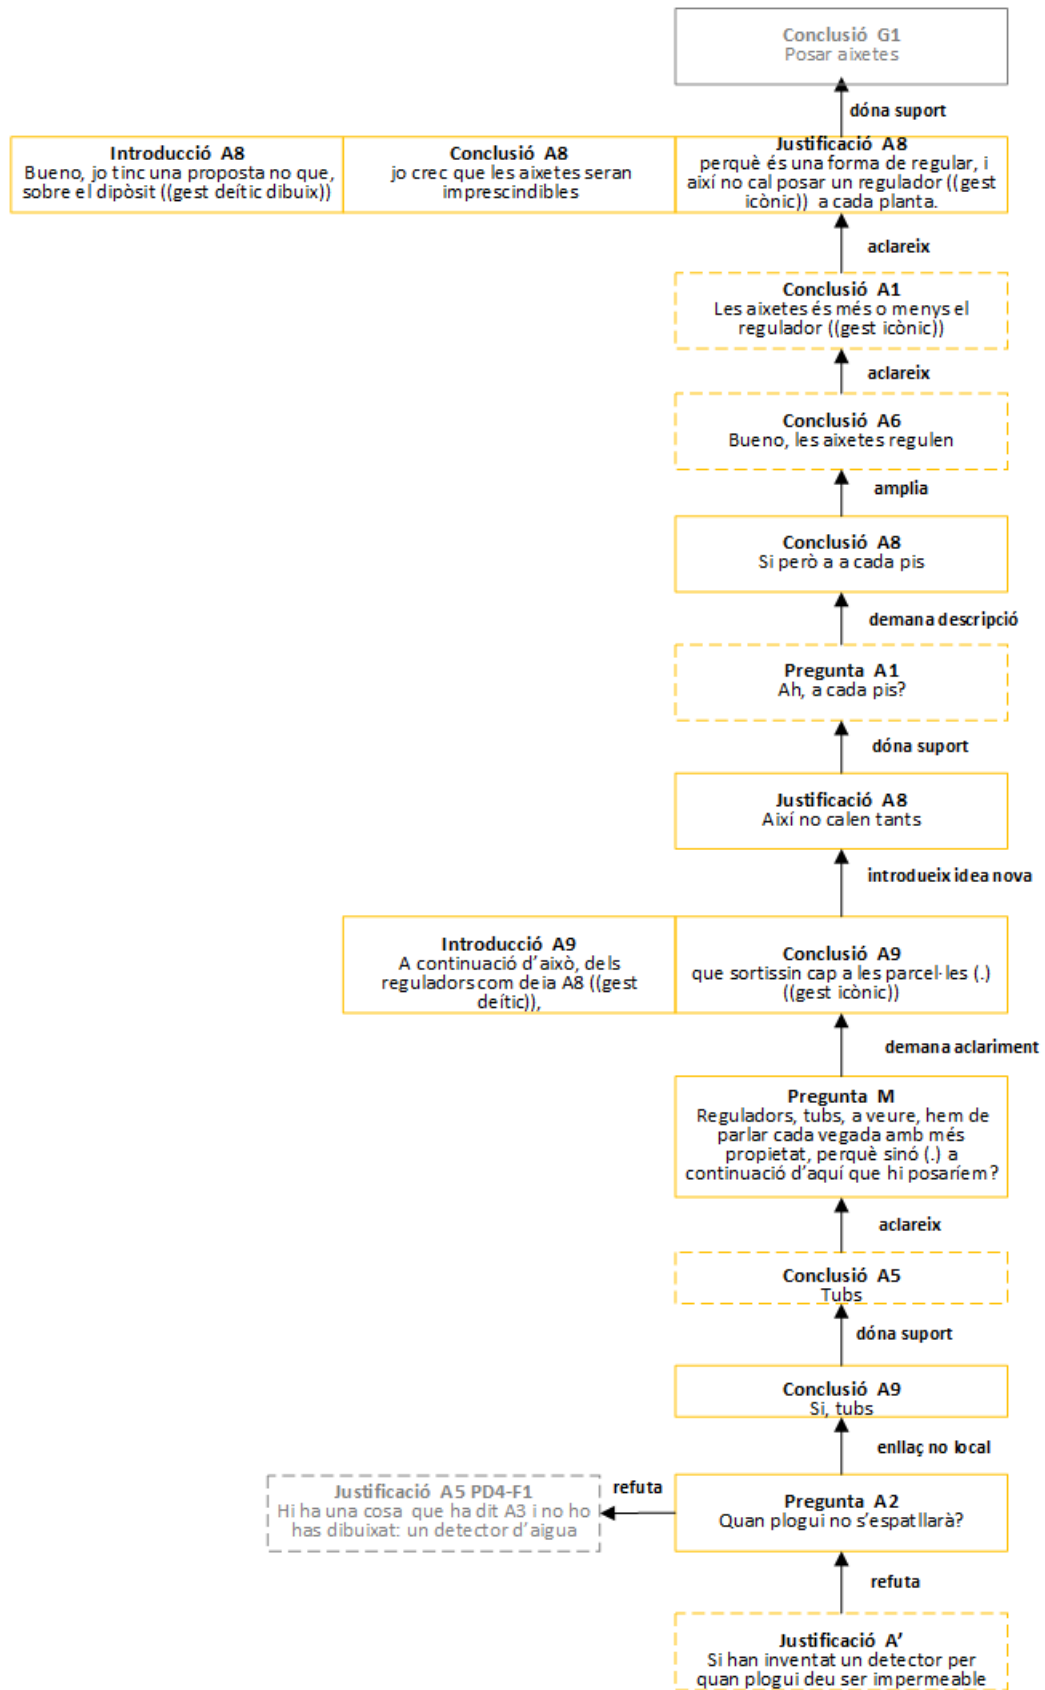 Conclusió G1
Posar aixetes
dóna suport
Introducció A8
Bueno, jo tinc una proposta no que,
sobre el dipòsit ((gest deític dibuix))
Conclusió A8
jo crec que les aixetes seran
imprescindibles
Justificació A8
perquè és una forma de regular, i
així no cal posar un regulador ((gest
icònic)) a cada planta.
aclareix
Conclusió A1
Les aixetes és més o menys el
regulador ((gest icònic))
aclareix
Conclusió A6
Bueno, les aixetes regulen
amplia
Conclusió A8
Si però a a cada pis
demana descripció
Pregunta A1
Ah, a cada pis?
dóna suport
Justificació A8
Així no calen tants
introdueix idea nova
Introducció A9
A continuació d'això, dels
reguladors com deia A8 ((gest
deític)),
Conclusió A9
que sortissin cap a les parcel·les (.)
((gest icònic))
demana aclariment
Pregunta M
Reguladors, tubs, a veure, hem de
parlar cada vegada amb més
propietat, perquè sinó (.) a
continuació d'aquí que hi posaríem?
aclareix
Conclusió A5
Tubs
dóna suport
Conclusió A9
Si, tubs
enllaç no local
Justificació A5 PD4-F1
Hi ha una cosa que ha dit A3 i no ho
has dibuixat: un detector d'aigua
refuta
Pregunta A2
Quan plogui no s'espatllarà?
refuta
Justificació A'
Si han inventat un detector per
quan plogui deu ser impermeable